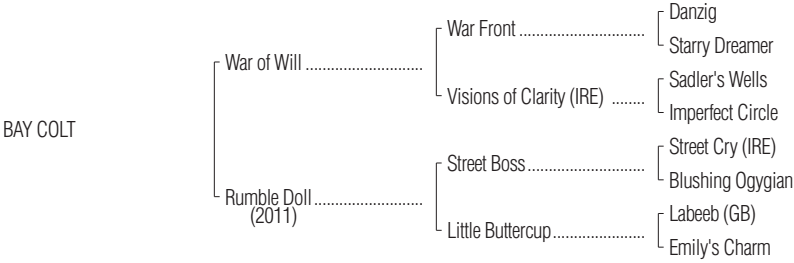 Danzig
War Front ..............................
Starry Dreamer
War of Will ............................
Sadler's Wells
Visions of Clarity (IRE) ........
Imperfect Circle
BAY COLT
Street Cry (IRE)
Street Boss............................
Blushing Ogygian
Rumble Doll..........................
(2011)
Labeeb (GB)
Little Buttercup......................
Emily's Charm